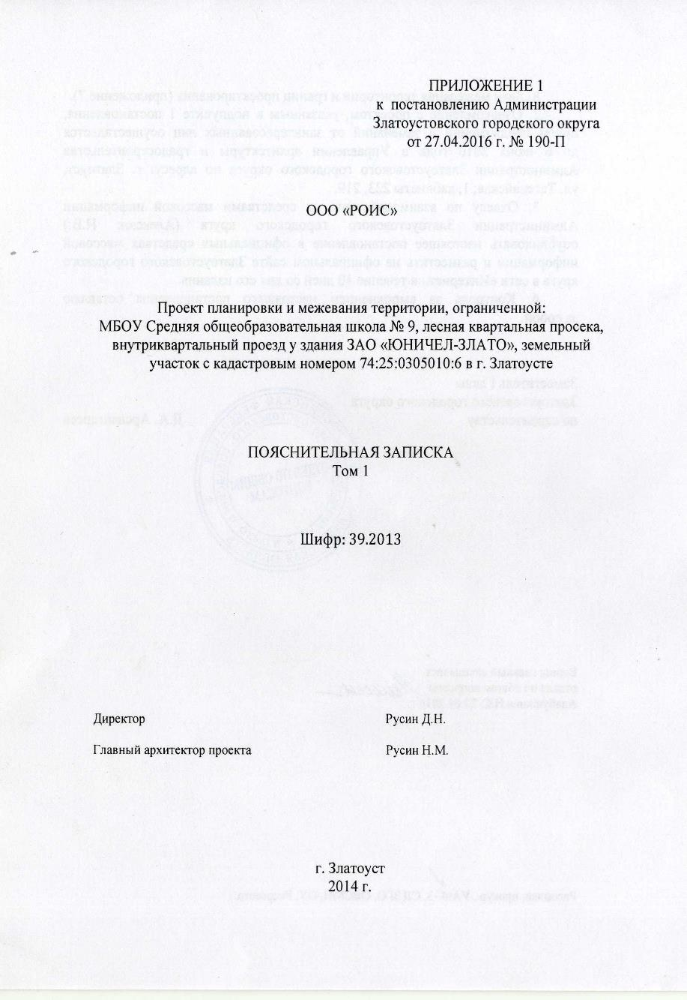 ПРИЛОЖЕНИЕ 1
к постановлению Администрации
Златоустовского городского округа
от 27.04.2016 г. № 190-П
ООО «РОИС»
Проект планировки и межевания территории, ограниченной:
МБОУ Средняя общеобразовательная школа № 9, лесная квартальная просека,
внутриквартальный проезд у здания ЗАО «ЮНИЧЕЛ-ЗЛАТО», земельный
участок с кадастровым номером 74:25:0305010:6 в г. Златоусте
ПОЯСНИТЕЛЬНАЯ ЗАПИСКА
Том 1
Шифр: 39.2013
Директор Русин Д.Н.
Главный архитектор проекта Русин Н.М.
г. Златоуст
2014 г.